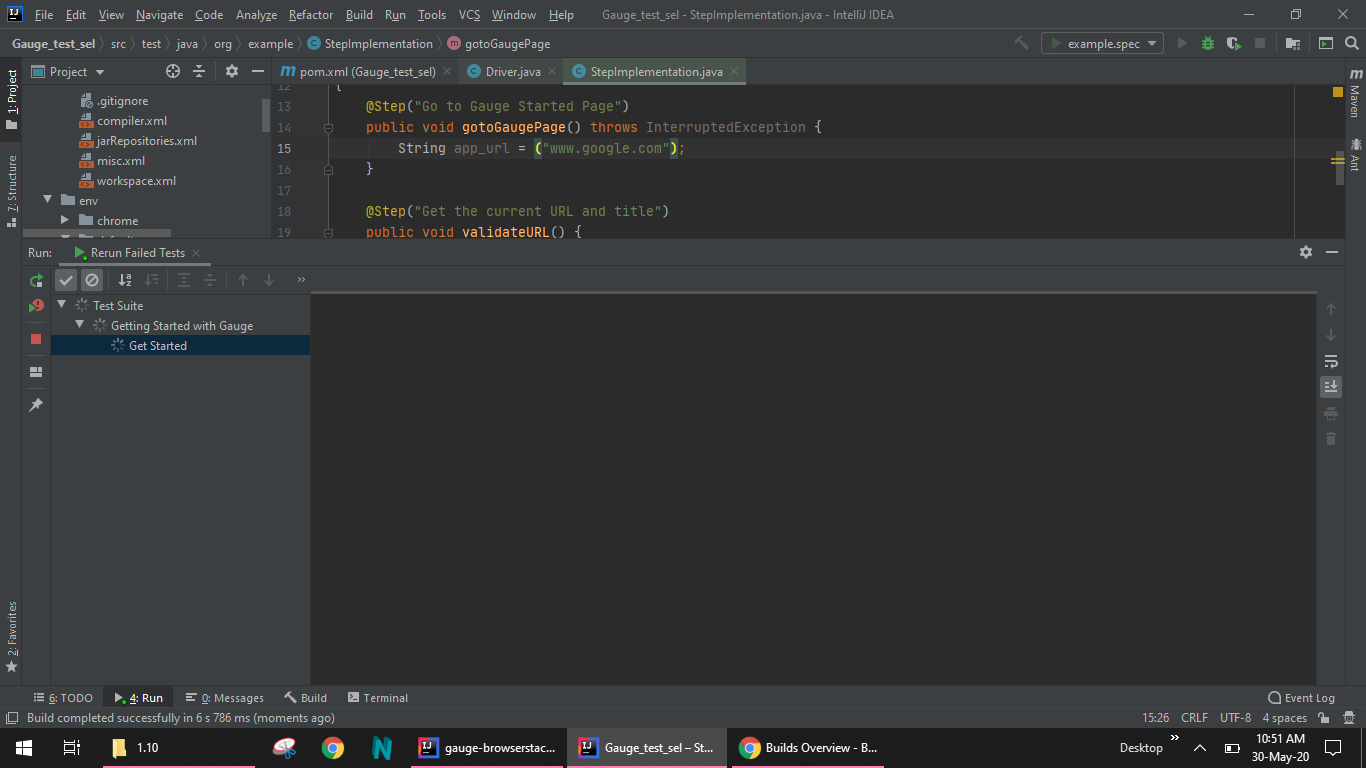 File Edit View Navigate Code Analyze Refactor Build Run Tools VCS Window Help Gauge_test_sel - StepImplementation.java - IntelliJ IDEA
Gauge_test_sel src test java org example StepImplementation gotoGaugePage example.spec
1: Project
7: Structure
2: Favorites
Project
.gitignore
compiler.xml
jarRepositories.xml
misc.xml
workspace.xml
env
chrome
pom.xml (Gauge_test_sel) Driver.java StepImplementation.java
12 {
13 @Step("Go to Gauge Started Page")
14 public void gotoGaugePage() throws InterruptedException {
15 String app_url = ("www.google.com");
16 }
17
18 @Step("Get the current URL and title")
19 public void validateURL() {
Maven
Ant
Run: Rerun Failed Tests
Test Suite
Getting Started with Gauge
Get Started
6: TODO 4: Run 0: Messages Build Terminal Event Log
Build completed successfully in 6 s 786 ms (moments ago) 15:26 CRLF UTF-8 4 spaces
1.10 gauge-browserstac... Gauge_test_sel – St... Builds Overview - B... Desktop 10:51 AM
30-May-20